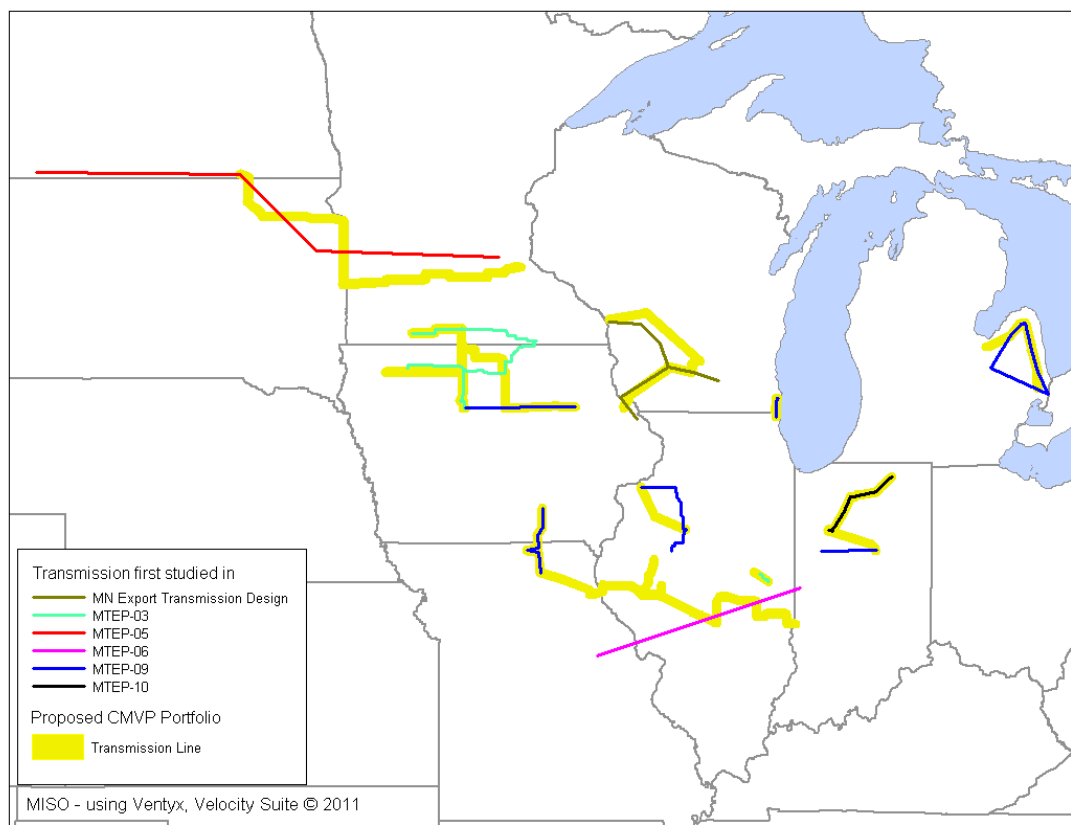 Transmission first studied in
MN Export Transmission Design
MTEP-03
MTEP-05
MTEP-06
MTEP-09
MTEP-10
Proposed CMVP Portfolio
Transmission Line
MISO - using Ventyx, Velocity Suite © 2011